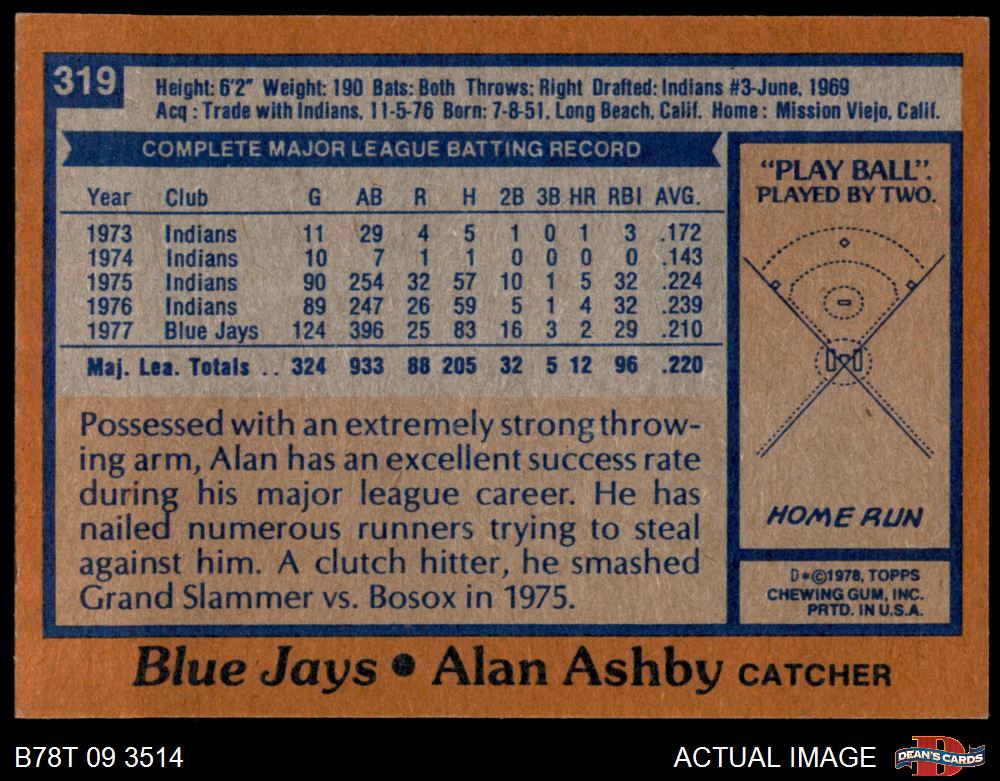 319
Height: 6'2" Weight: 190 Bats: Both Throws: Right Drafted: Indians #3-June, 1969
Acq : Trade with Indians, 11-5-76 Born: 7-8-51, Long Beach, Calif. Home : Mission Viejo, Calif.
COMPLETE MAJOR LEAGUE BATTING RECORD
Year Club G AB R H 2B 3B HR RBI AVG.
1973 Indians 11 29 4 5 1 0 1 3 .172
1974 Indians 10 7 1 1 0 0 0 0 .143
1975 Indians 90 254 32 57 10 1 5 32 .224
1976 Indians 89 247 26 59 5 1 4 32 .239
1977 Blue Jays 124 396 25 83 16 3 2 29 .210
Maj. Lea. Totals .. 324 933 88 205 32 5 12 96 .220
Possessed with an extremely strong throw-
ing arm, Alan has an excellent success rate
during his major league career. He has
nailed numerous runners trying to steal
against him. A clutch hitter, he smashed
Grand Slammer vs. Bosox in 1975.
"PLAY BALL".
PLAYED BY TWO.
HOME RUN
D*©1978, TOPPS
CHEWING GUM, INC.
PRTD. IN U.S.A.
Blue Jays • Alan Ashby CATCHER
B78T 09 3514
ACTUAL IMAGE
D
DEAN'S CARDS